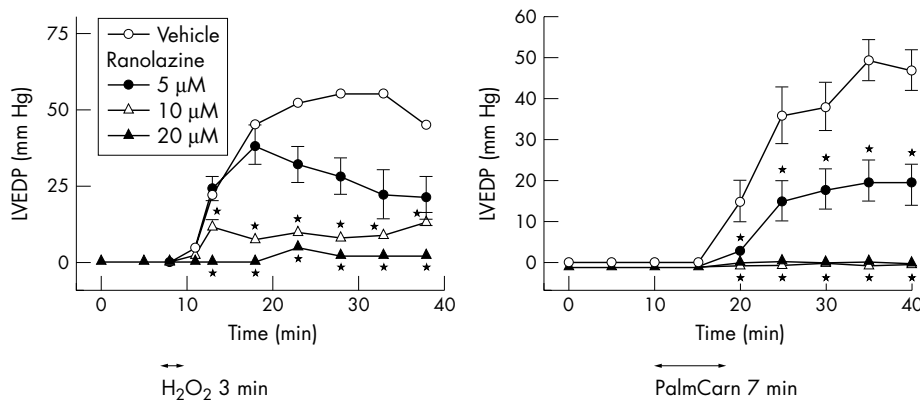 75
50
25
0
LVEDP (mm Hg)
Vehicle
Ranolazine
5 µM
10 µM
20 µM
0 10 20 30 40
Time (min)
H₂O₂ 3 min
60
50
40
30
20
10
0
LVEDP (mm Hg)
0 10 20 30 40
Time (min)
PalmCarn 7 min